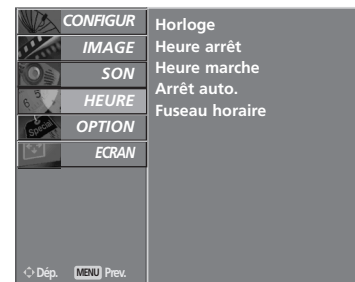 CONFIGUR
IMAGE
SON
HEURE
OPTION
ECRAN
Horloge
Heure arrêt
Heure marche
Arrêt auto.
Fuseau horaire
Dép. MENU Prev.